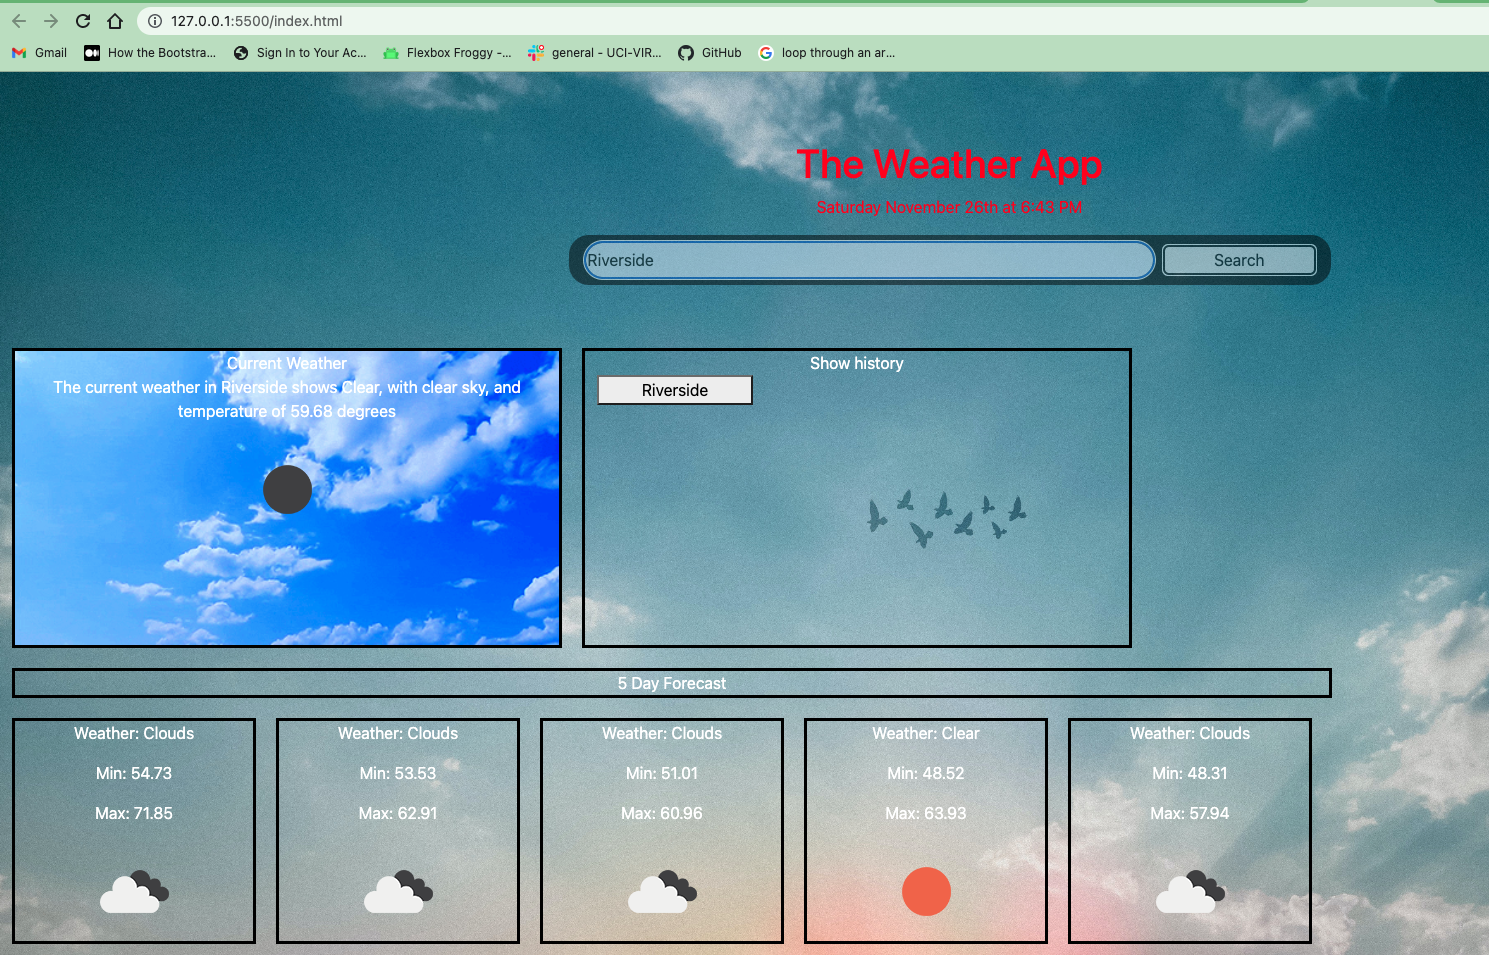 127.0.0.1:5500/index.html
Gmail
How the Bootstra...
Sign In to Your Ac...
Flexbox Froggy -...
general - UCI-VIR...
GitHub
loop through an ar...
The Weather App
Saturday November 26th at 6:43 PM
Riverside
Search
Current Weather
The current weather in Riverside shows Clear, with clear sky, and
temperature of 59.68 degrees
Show history
Riverside
5 Day Forecast
Weather: Clouds
Min: 54.73
Max: 71.85
Weather: Clouds
Min: 53.53
Max: 62.91
Weather: Clouds
Min: 51.01
Max: 60.96
Weather: Clear
Min: 48.52
Max: 63.93
Weather: Clouds
Min: 48.31
Max: 57.94